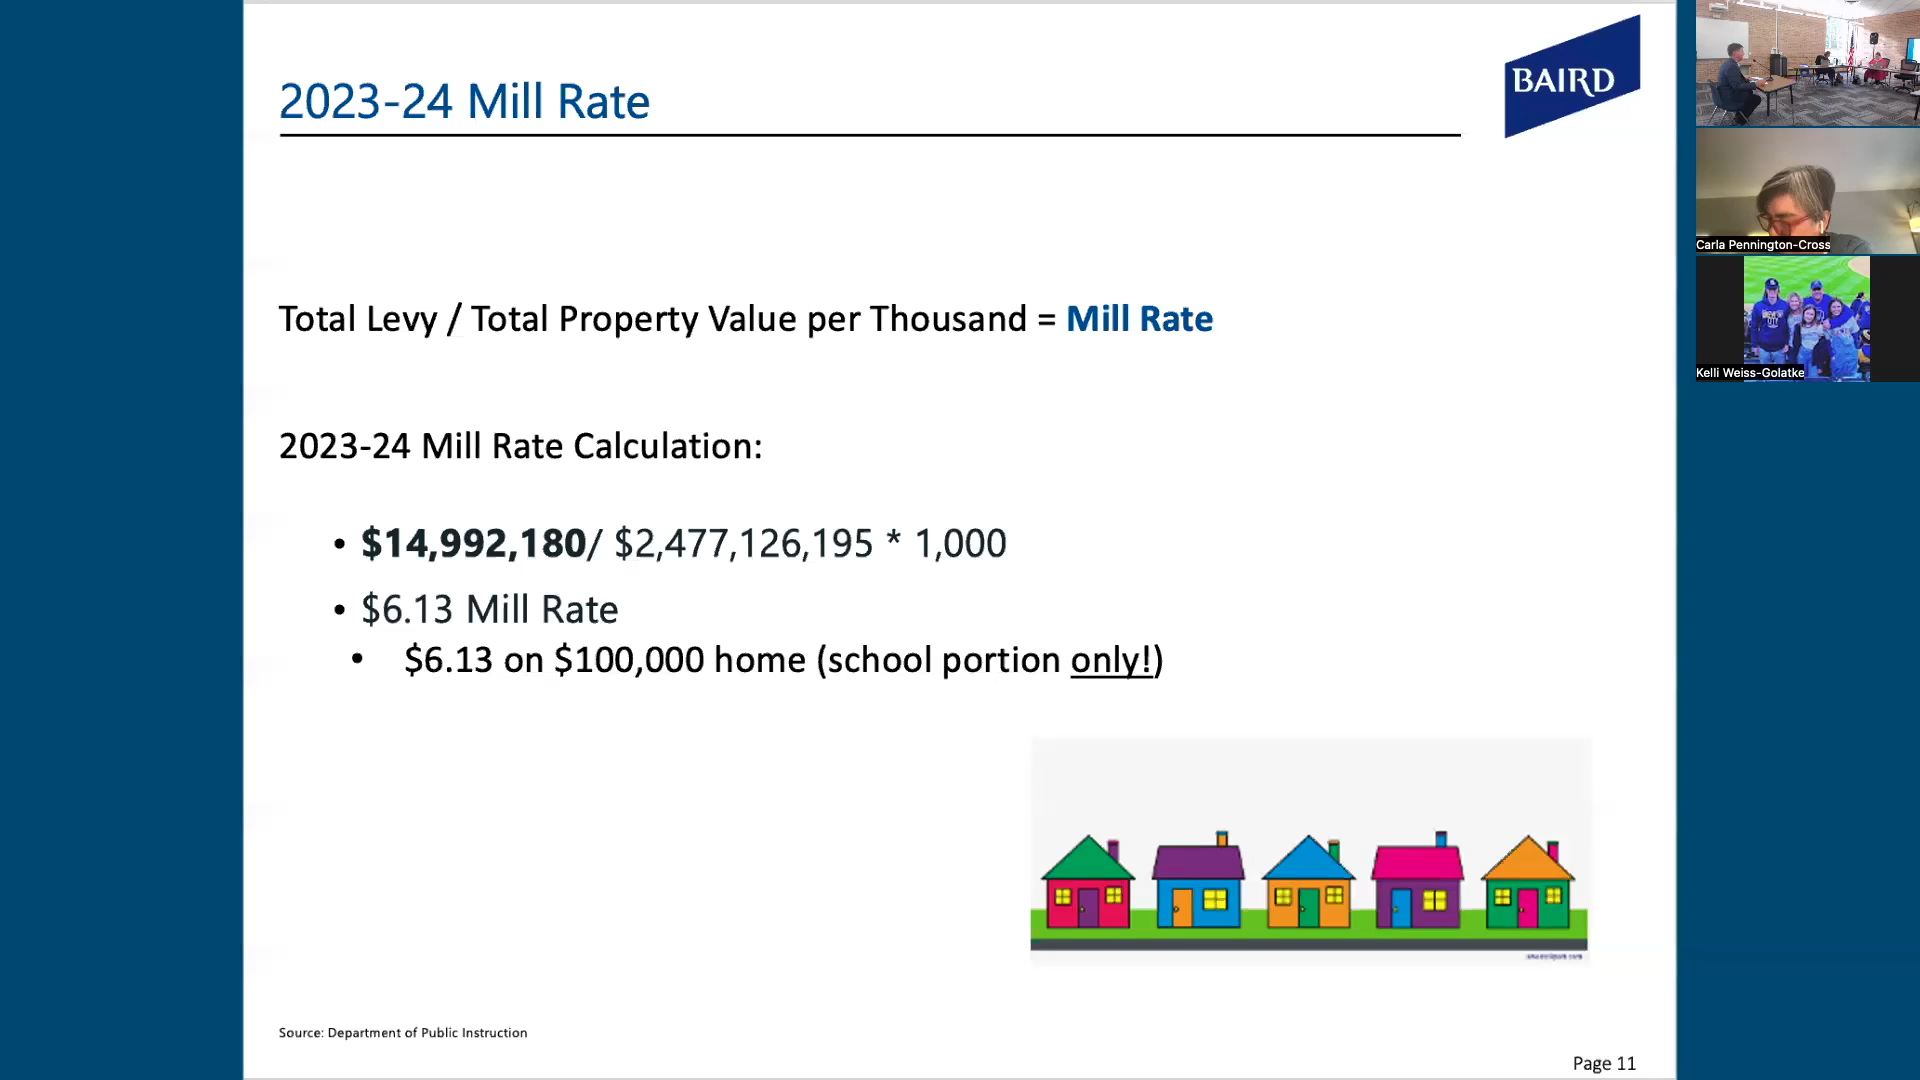 2023-24 Mill Rate
BAIRD
Total Levy / Total Property Value per Thousand = Mill Rate
2023-24 Mill Rate Calculation:
• $14,992,180/ $2,477,126,195 * 1,000
• $6.13 Mill Rate
• $6.13 on $100,000 home (school portion only!)
Source: Department of Public Instruction
Page 11
Carla Pennington-Cross
Kelli Weiss-Golatke